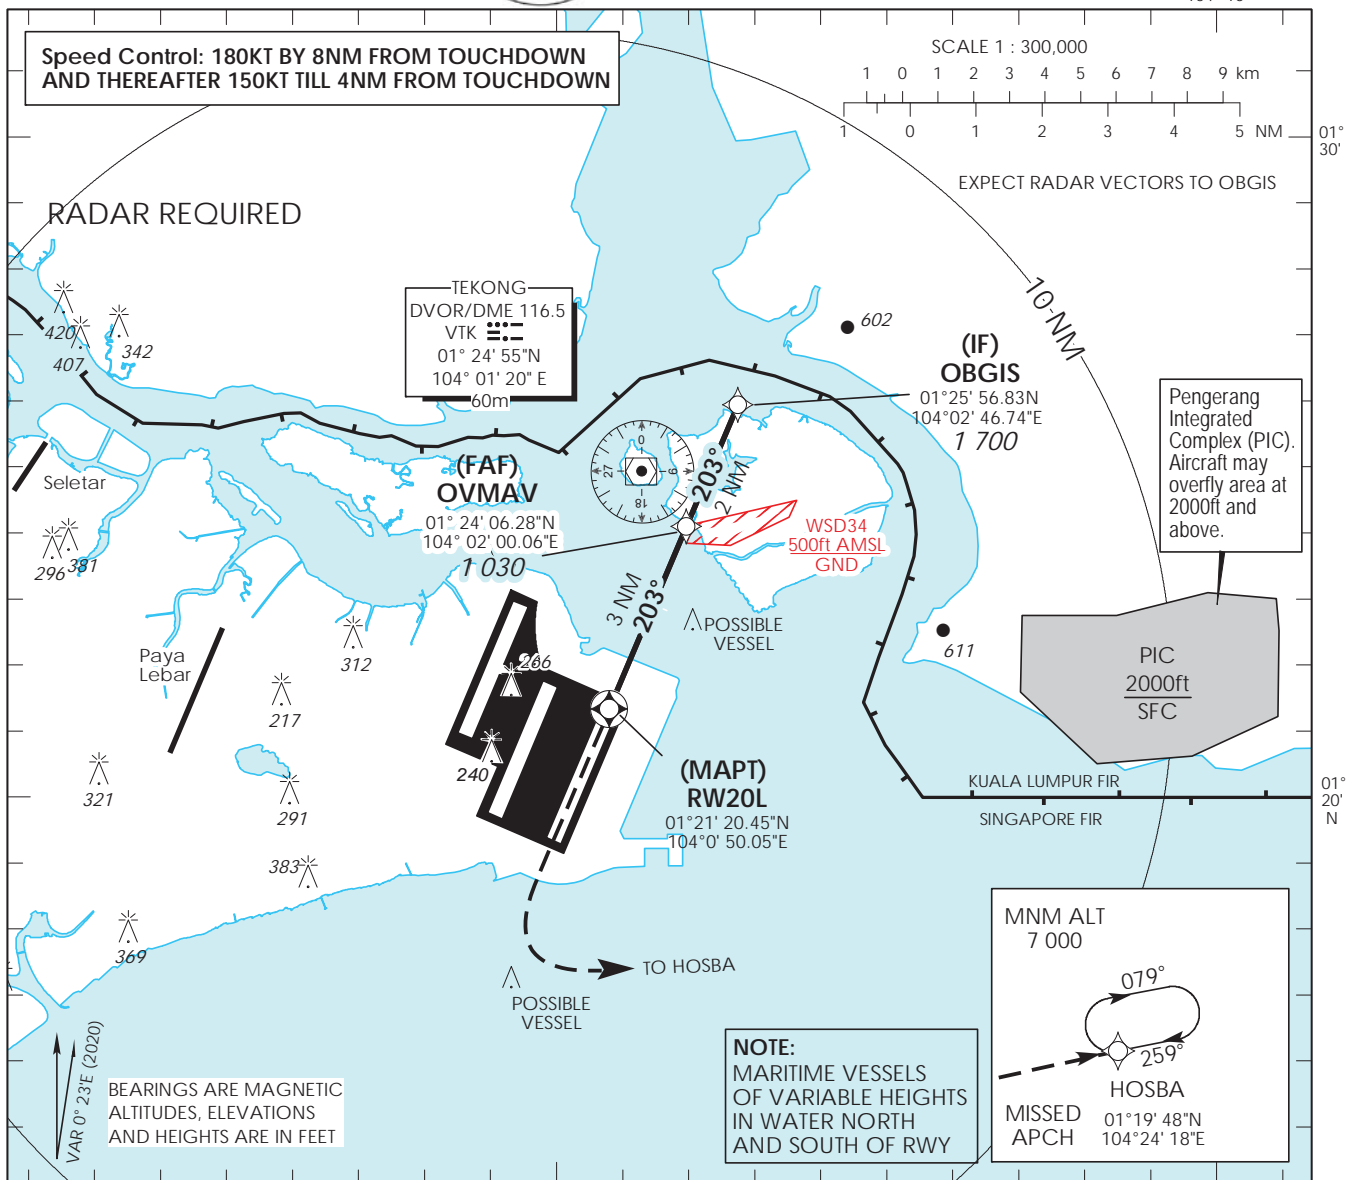 Speed Control: 180KT BY 8NM FROM TOUCHDOWN
AND THEREAFTER 150KT TILL 4NM FROM TOUCHDOWN
SCALE 1 : 300,000
1 0 1 2 3 4 5 6 7 8 9 km
1 0 1 2 3 4 5 NM
01°
30'
EXPECT RADAR VECTORS TO OBGIS
RADAR REQUIRED
10 NM
TEKONG
DVOR/DME 116.5
VTK
01° 24' 55"N
104° 01' 20" E
60m
420
407
342
602
(IF)
OBGIS
01°25' 56.83N
104°02' 46.74"E
1 700
Pengerang
Integrated
Complex (PIC).
Aircraft may
overfly area at
2000ft and
above.
0
9
18
27
203°
2 NM
Seletar
(FAF)
OVMAV
01° 24' 06.28"N
104° 02' 00.06"E
1 030
WSD34
500ft AMSL
GND
296
381
3 NM
203°
POSSIBLE
VESSEL
611
312
Paya
Lebar
266
PIC
2000ft
SFC
217
240
(MAPT)
RW20L
01°21' 20.45"N
104°0' 50.05"E
321
291
KUALA LUMPUR FIR
SINGAPORE FIR
01°
20'
N
383
369
TO HOSBA
POSSIBLE
VESSEL
MNM ALT
7 000
079°
259°
HOSBA
MISSED
APCH
01°19' 48"N
104°24' 18"E
VAR 0° 23'E (2020)
BEARINGS ARE MAGNETIC
ALTITUDES, ELEVATIONS
AND HEIGHTS ARE IN FEET
NOTE:
MARITIME VESSELS
OF VARIABLE HEIGHTS
IN WATER NORTH
AND SOUTH OF RWY